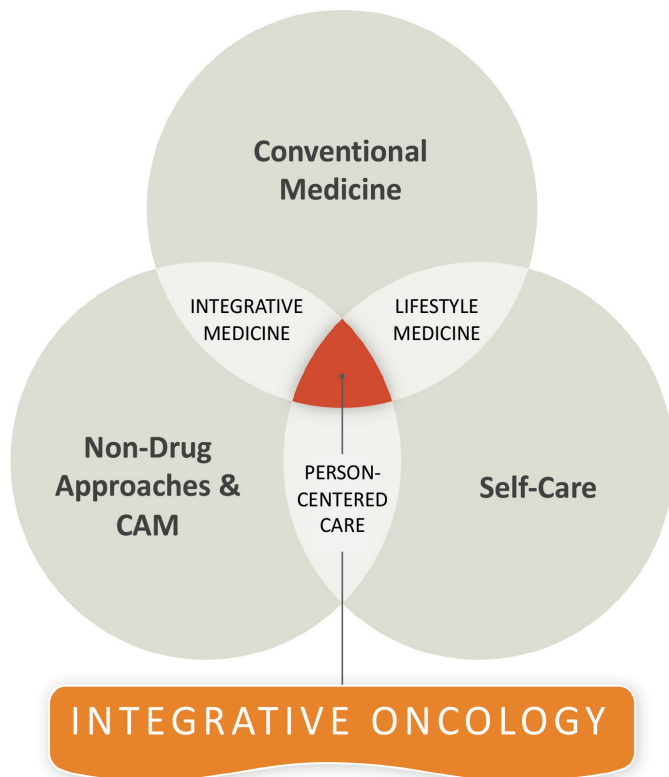 Conventional
Medicine
INTEGRATIVE
MEDICINE
LIFESTYLE
MEDICINE
Non-Drug
Approaches &
CAM
PERSON-
CENTERED
CARE
Self-Care
INTEGRATIVE ONCOLOGY